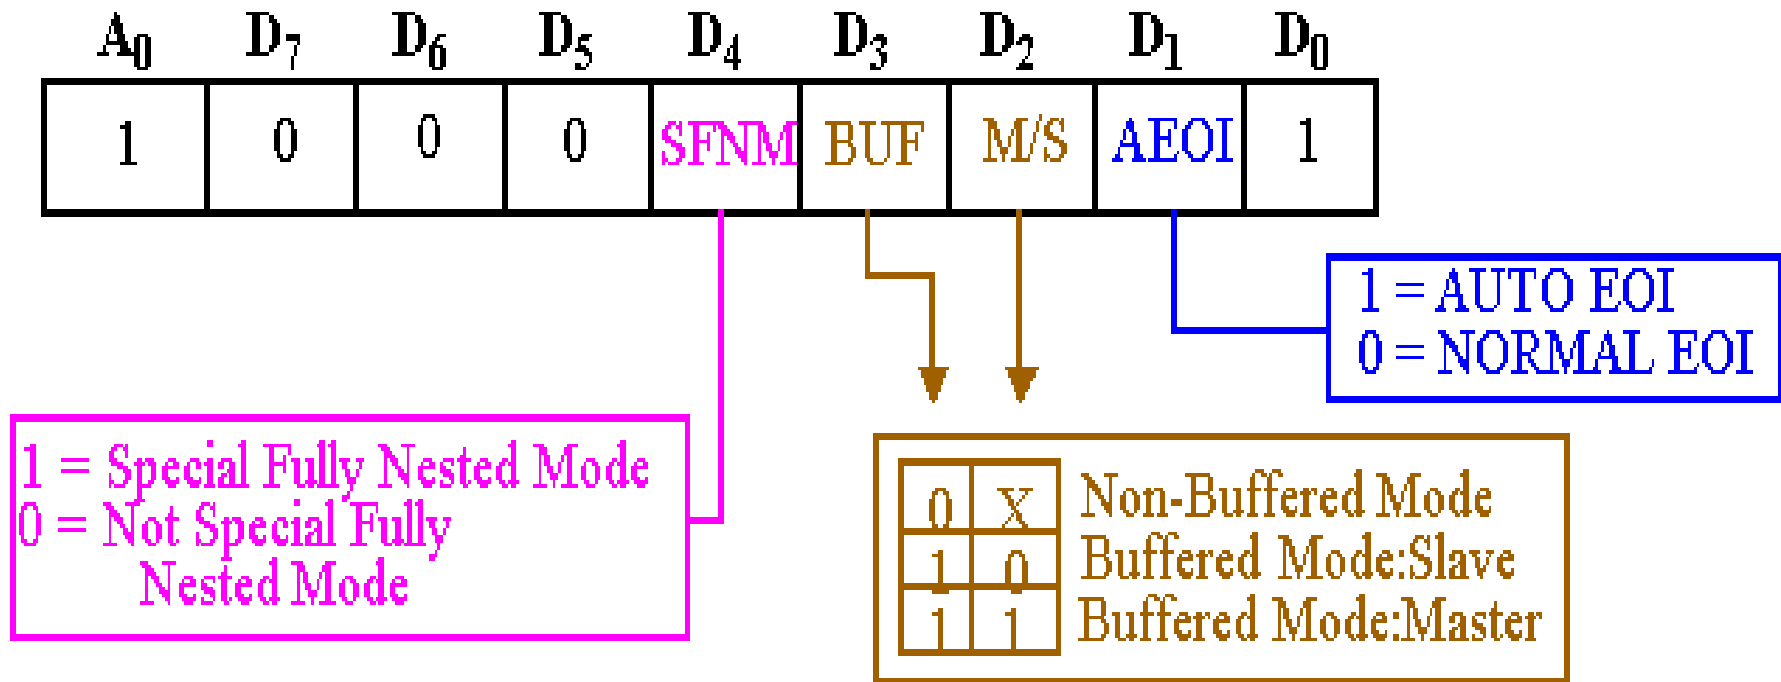 A0 D7 D6 D5 D4 D3 D2 D1 D0
1 0 0 0 SFNM BUF M/S AEOI 1
1 = AUTO EOI
0 = NORMAL EOI
1 = Special Fully Nested Mode
0 = Not Special Fully
Nested Mode
0 X Non-Buffered Mode
1 0 Buffered Mode:Slave
1 1 Buffered Mode:Master